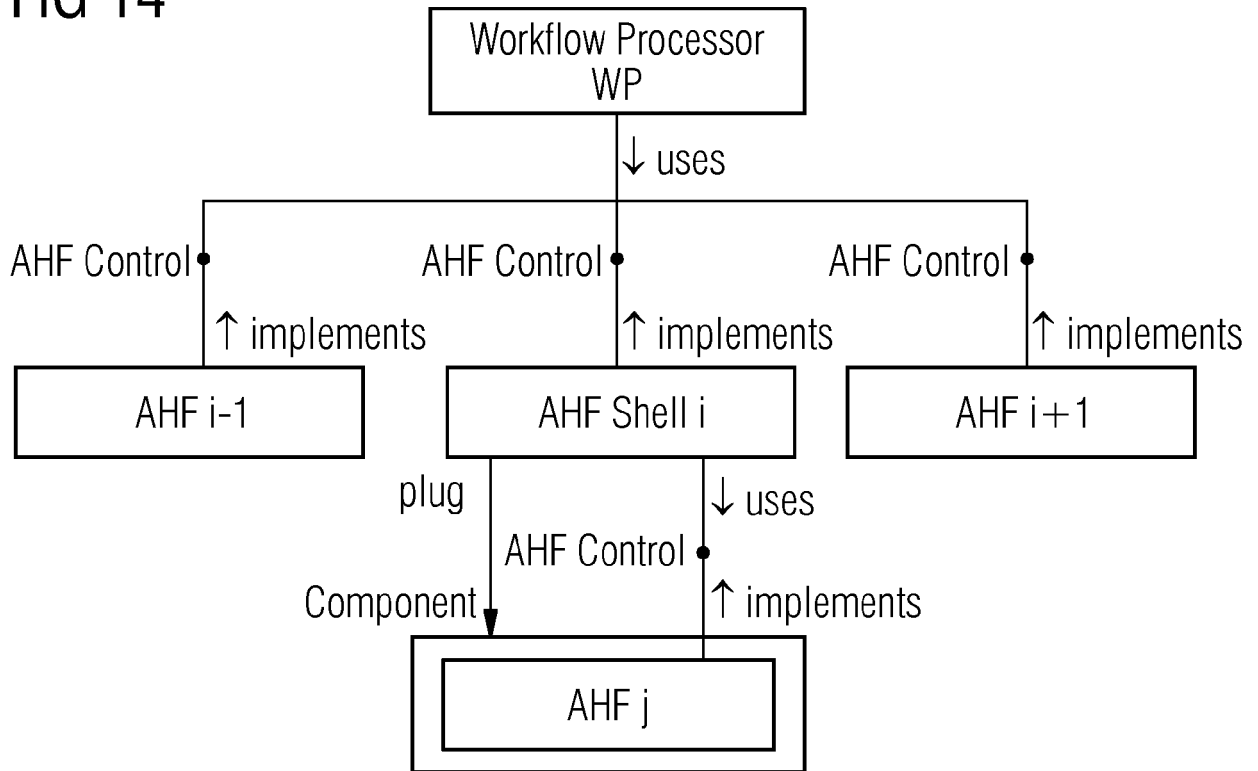 FIG 14
Workflow Processor
WP
↓ uses
AHF Control AHF Control AHF Control
↑ implements ↑ implements ↑ implements
AHF i-1 AHF Shell i AHF i+1
plug ↓ uses
AHF Control
Component ↑ implements
AHF j